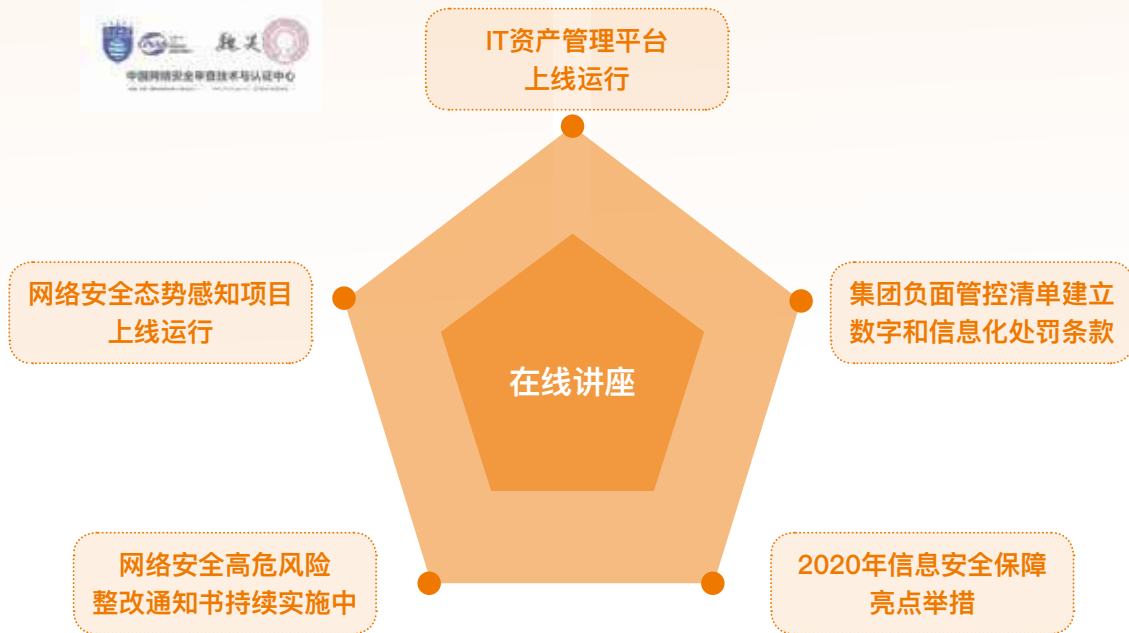 中国网络安全审查技术与认证中心
IT资产管理平台
上线运行
网络安全态势感知项目
上线运行
集团负面管控清单建立
数字和信息化处罚条款
在线讲座
网络安全高危风险
整改通知书持续实施中
2020年信息安全保障
亮点举措